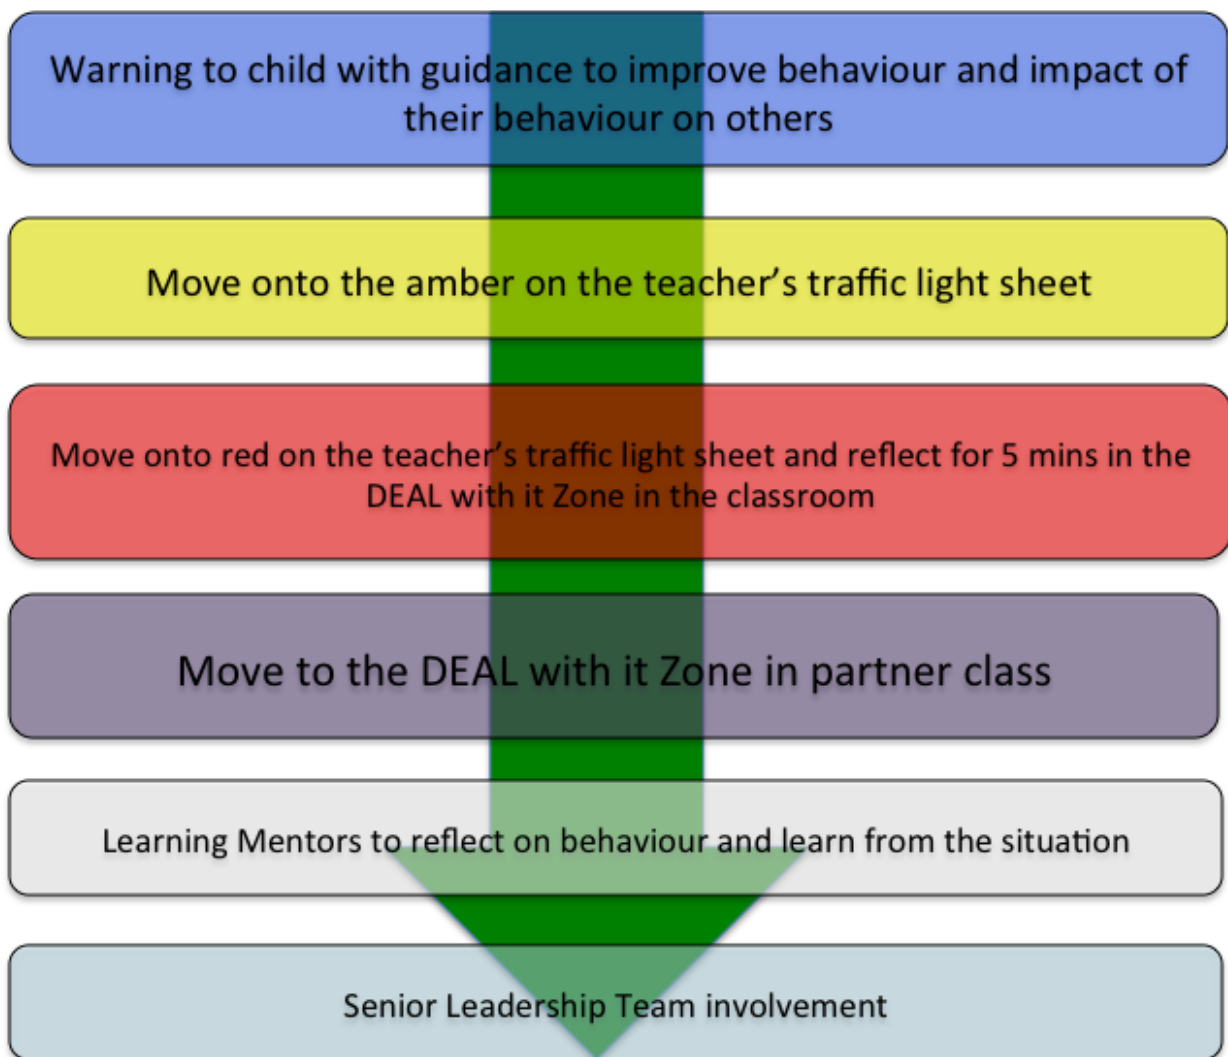 Warning to child with guidance to improve behaviour and impact of
their behaviour on others
Move onto the amber on the teacher’s traffic light sheet
Move onto red on the teacher’s traffic light sheet and reflect for 5 mins in the
DEAL with it Zone in the classroom
Move to the DEAL with it Zone in partner class
Learning Mentors to reflect on behaviour and learn from the situation
Senior Leadership Team involvement